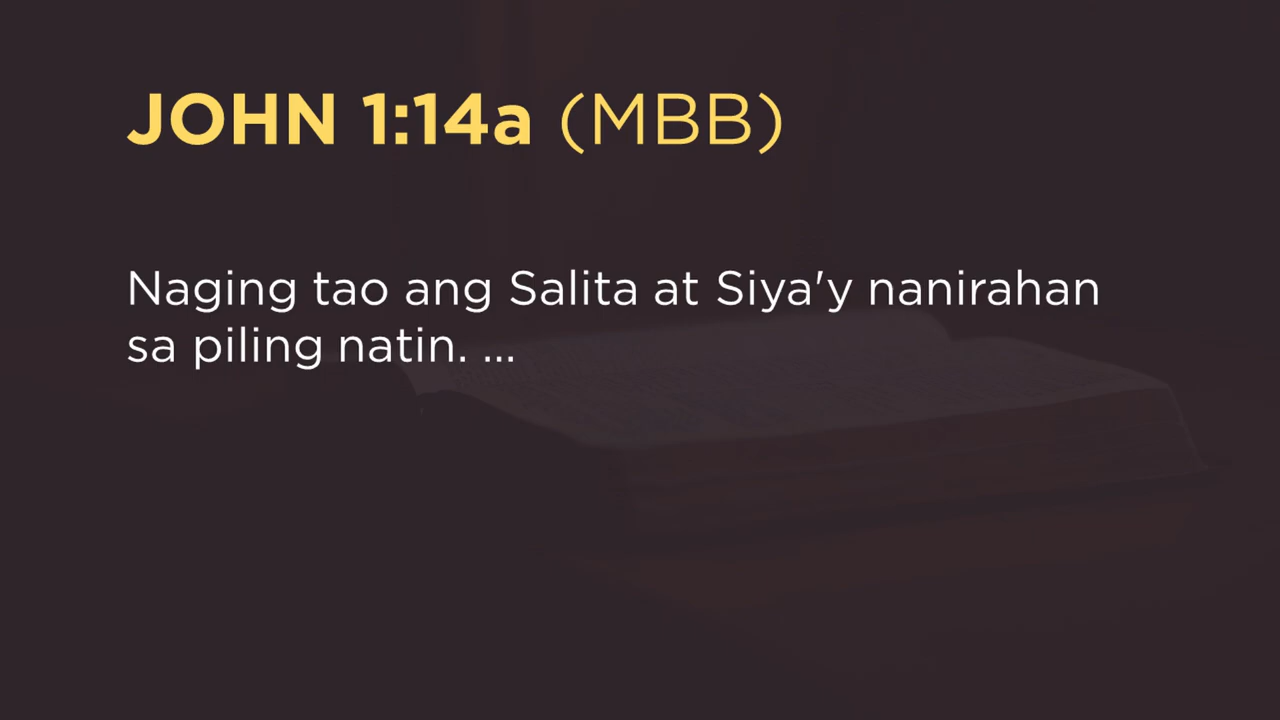 JOHN 1:14a (MBB)
Naging tao ang Salita at Siya'y nanirahan
sa piling natin. ...